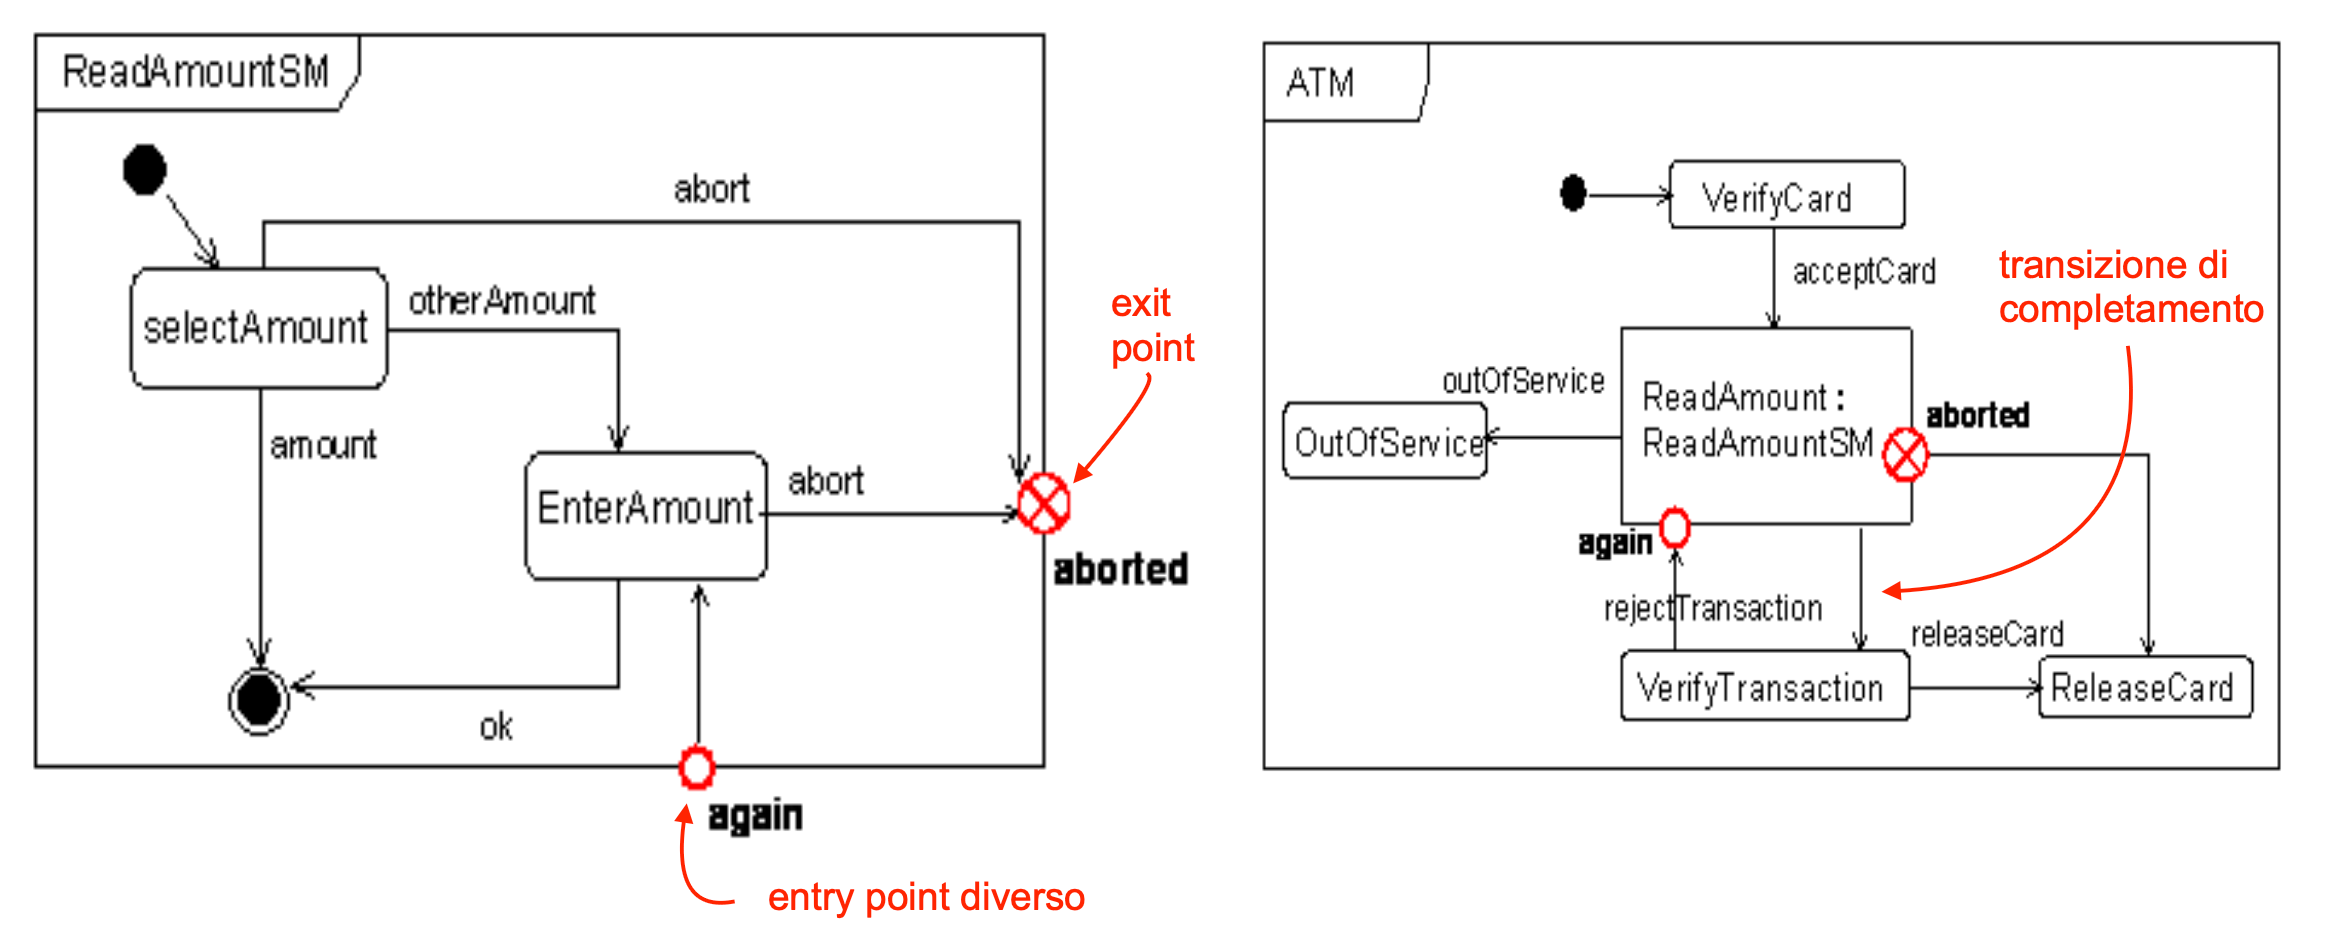 ReadAmountSM
abort
otherAmount
selectAmount
amount
EnterAmount
abort
exit
point
aborted
ok
again
entry point diverso
ATM
VerifyCard
acceptCard
transizione di
completamento
outOfService
OutOfService
ReadAmount :
ReadAmountSM
aborted
again
rejectTransaction
releaseCard
VerifyTransaction
ReleaseCard